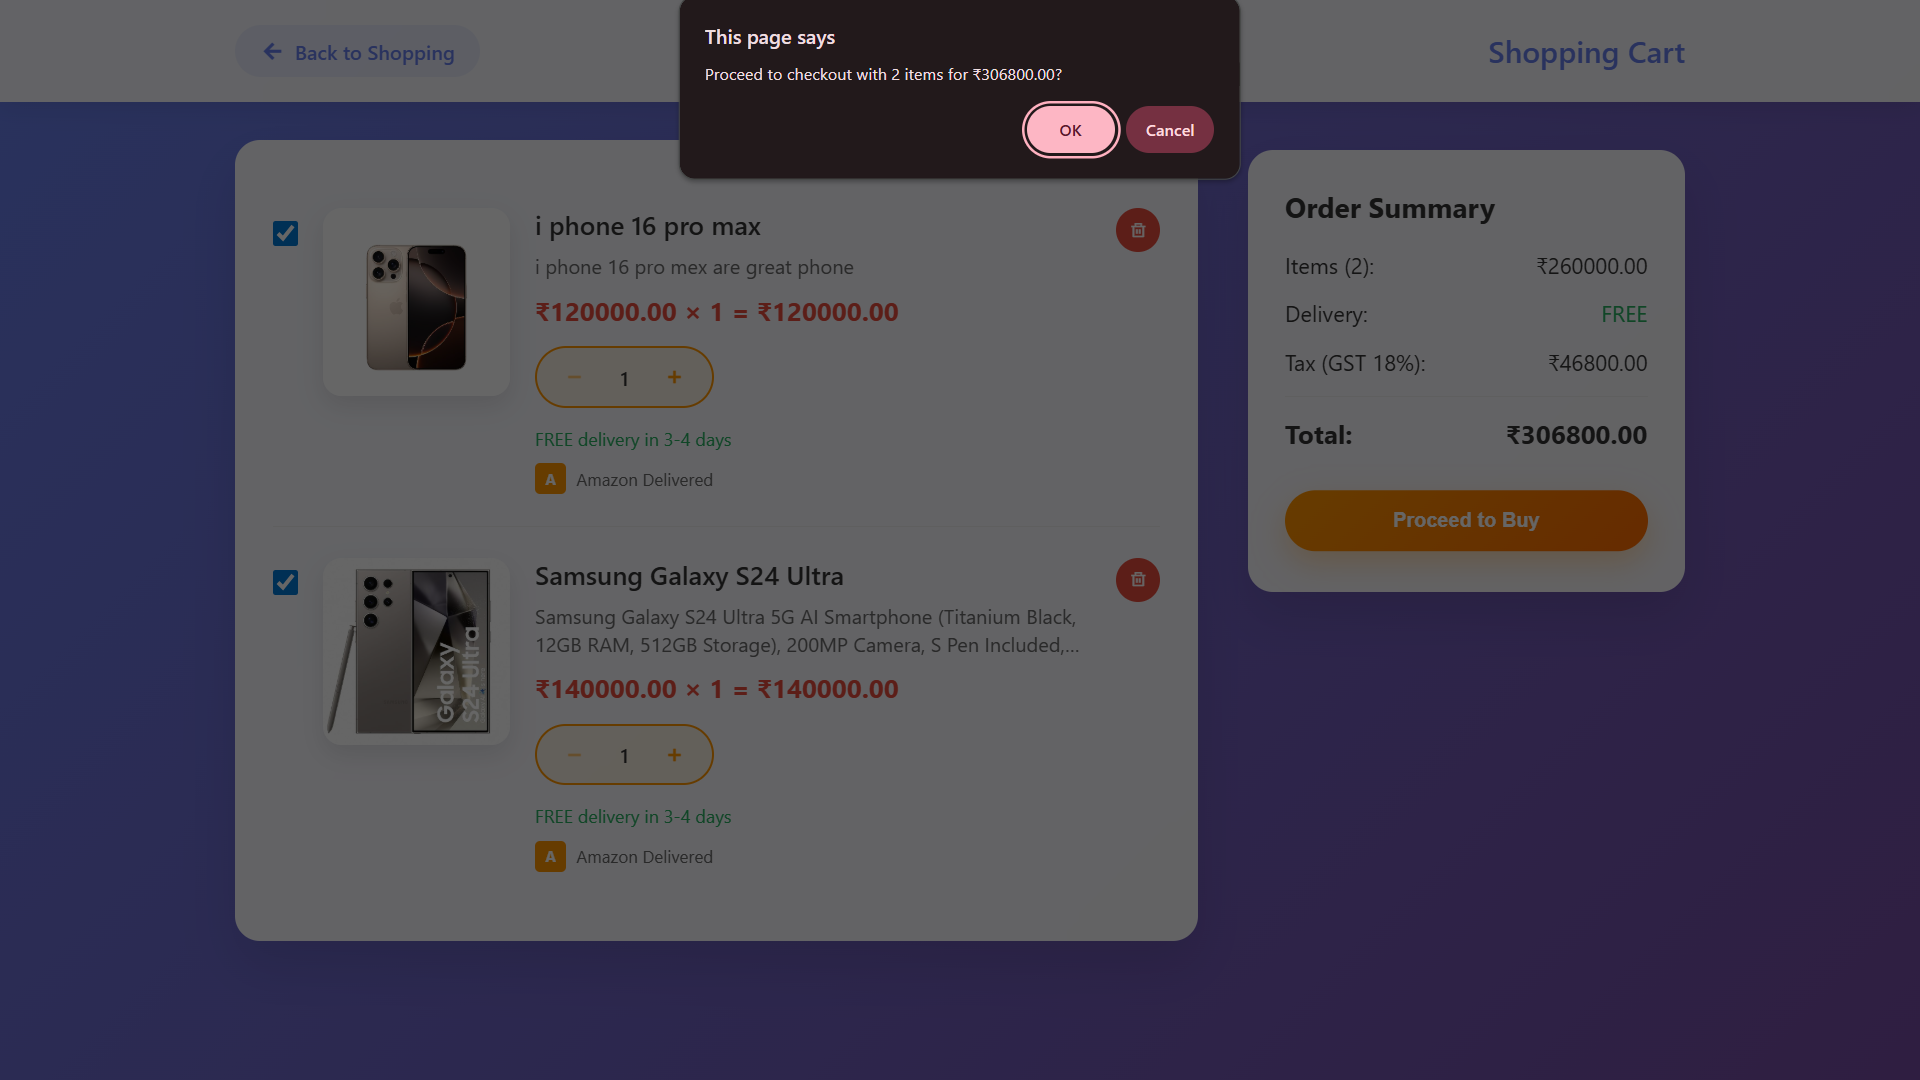 Back to Shopping
Shopping Cart
This page says
Proceed to checkout with 2 items for ₹306800.00?
OK
Cancel
i phone 16 pro max
i phone 16 pro mex are great phone
₹120000.00 × 1 = ₹120000.00
− 1 +
FREE delivery in 3-4 days
A Amazon Delivered
Samsung Galaxy S24 Ultra
Samsung Galaxy S24 Ultra 5G AI Smartphone (Titanium Black,
12GB RAM, 512GB Storage), 200MP Camera, S Pen Included,...
₹140000.00 × 1 = ₹140000.00
− 1 +
FREE delivery in 3-4 days
A Amazon Delivered
Galaxy
S24 Ultra
Order Summary
Items (2): ₹260000.00
Delivery: FREE
Tax (GST 18%): ₹46800.00
Total: ₹306800.00
Proceed to Buy